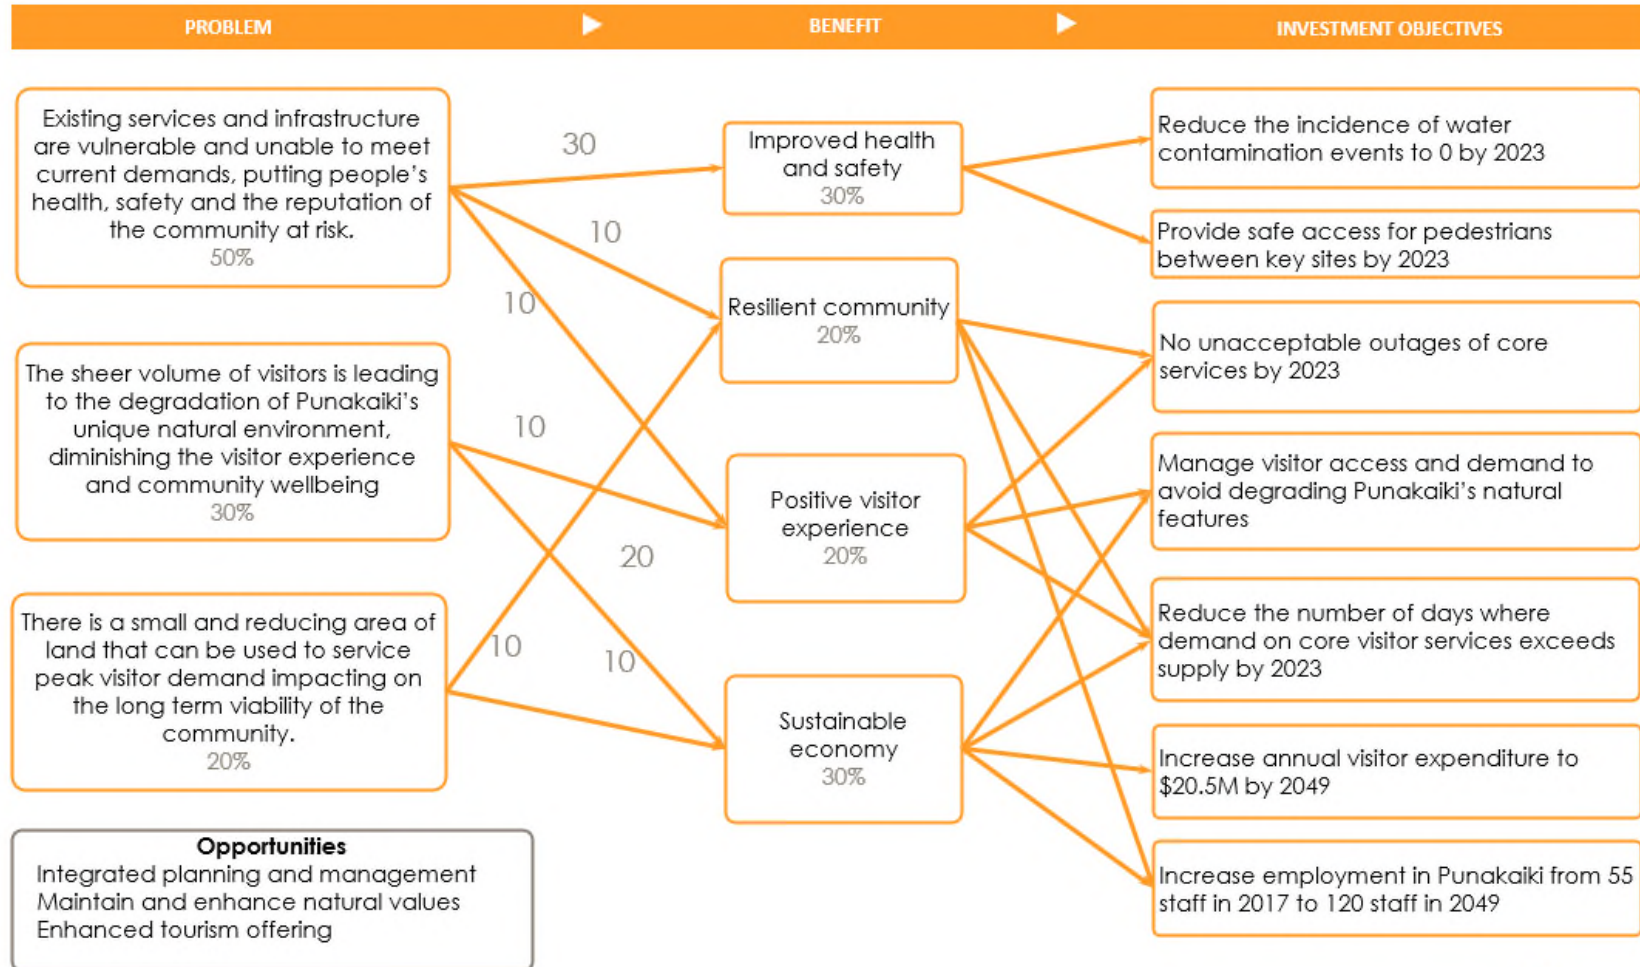 PROBLEM
BENEFIT
INVESTMENT OBJECTIVES
Existing services and infrastructure
are vulnerable and unable to meet
current demands, putting people's
health, safety and the reputation of
the community at risk.
50%
The sheer volume of visitors is leading
to the degradation of Punakaiki's
unique natural environment,
diminishing the visitor experience
and community wellbeing
30%
There is a small and reducing area of
land that can be used to service
peak visitor demand impacting on
the long term viability of the
community.
20%
Opportunities
Integrated planning and management
Maintain and enhance natural values
Enhanced tourism offering
30
10
10
10
20
10
10
Improved health
and safety
30%
Resilient community
20%
Positive visitor
experience
20%
Sustainable
economy
30%
Reduce the incidence of water
contamination events to 0 by 2023
Provide safe access for pedestrians
between key sites by 2023
No unacceptable outages of core
services by 2023
Manage visitor access and demand to
avoid degrading Punakaiki's natural
features
Reduce the number of days where
demand on core visitor services exceeds
supply by 2023
Increase annual visitor expenditure to
$20.5M by 2049
Increase employment in Punakaiki from 55
staff in 2017 to 120 staff in 2049